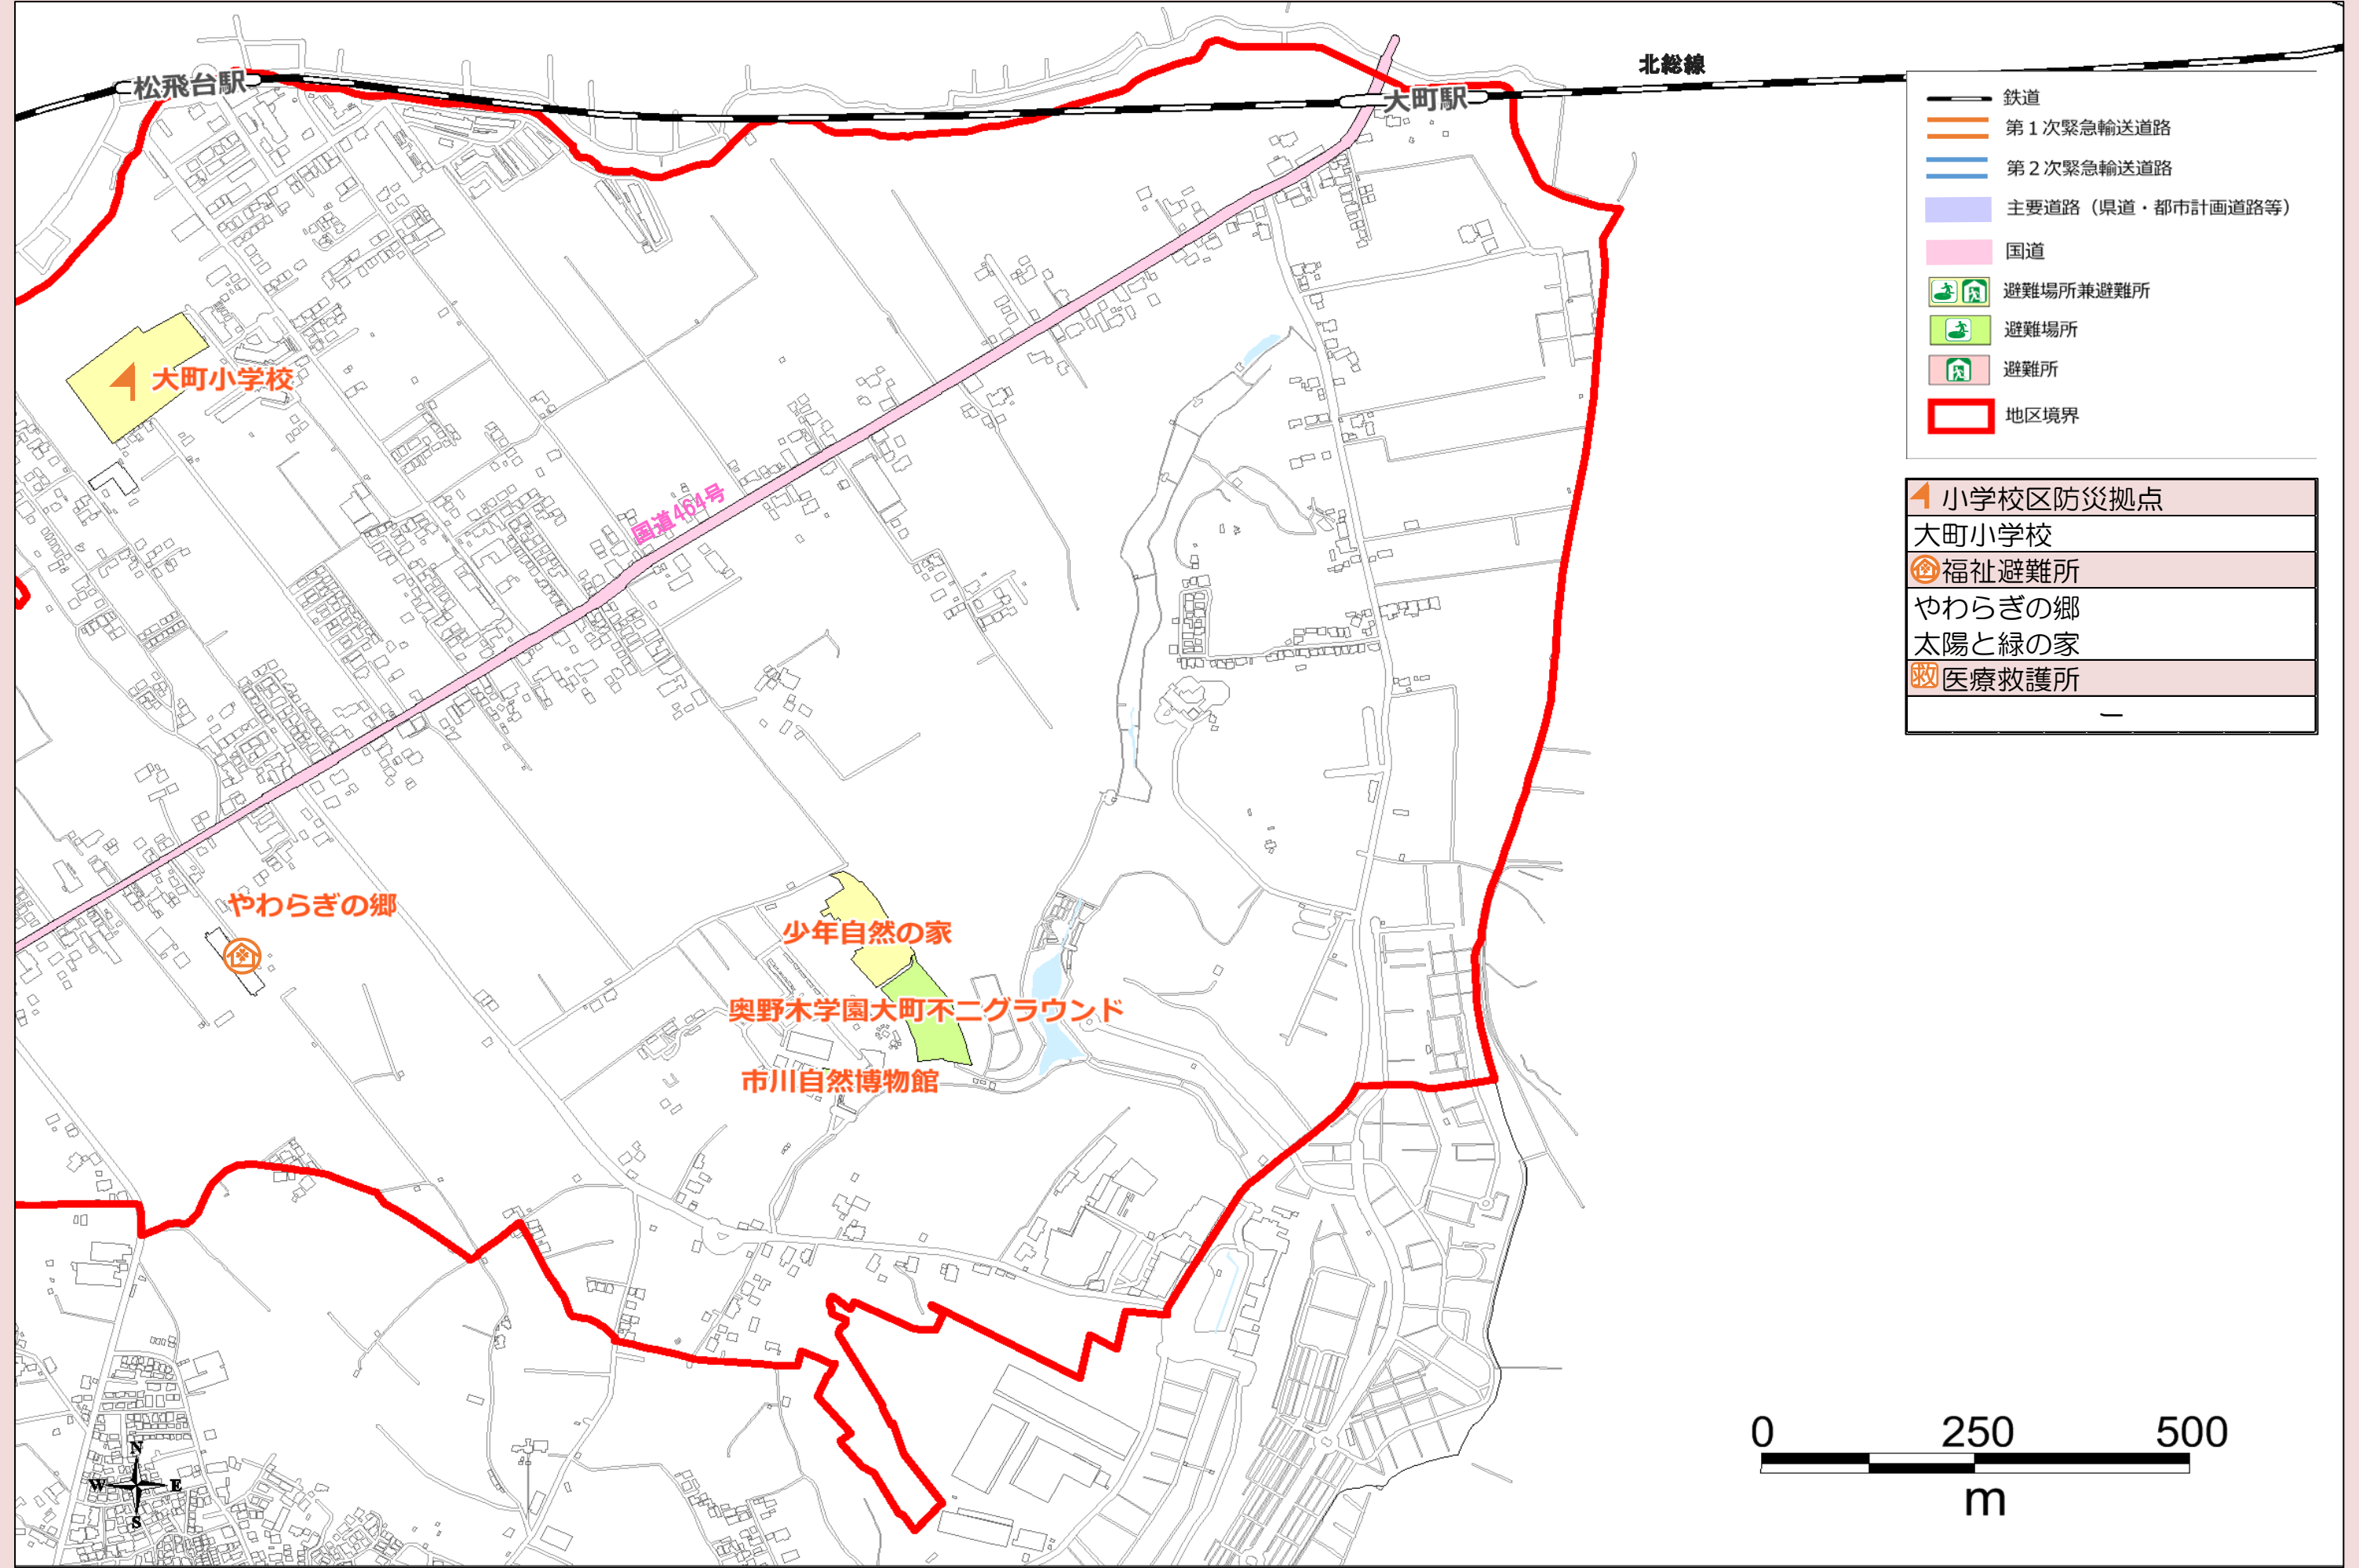 北総線
松飛台駅
大町駅
鉄道
第1次緊急輸送道路
第2次緊急輸送道路
主要道路（県道・都市計画道路等）
国道
避難場所兼避難所
避難場所
避難所
地区境界
大町小学校
国道464号
小学校区防災拠点
大町小学校
福祉避難所
やわらぎの郷
太陽と緑の家
救 医療救護所
ー
やわらぎの郷
少年自然の家
奥野木学園大町不二グラウンド
市川自然博物館
N
W E
S
0 250 500
m